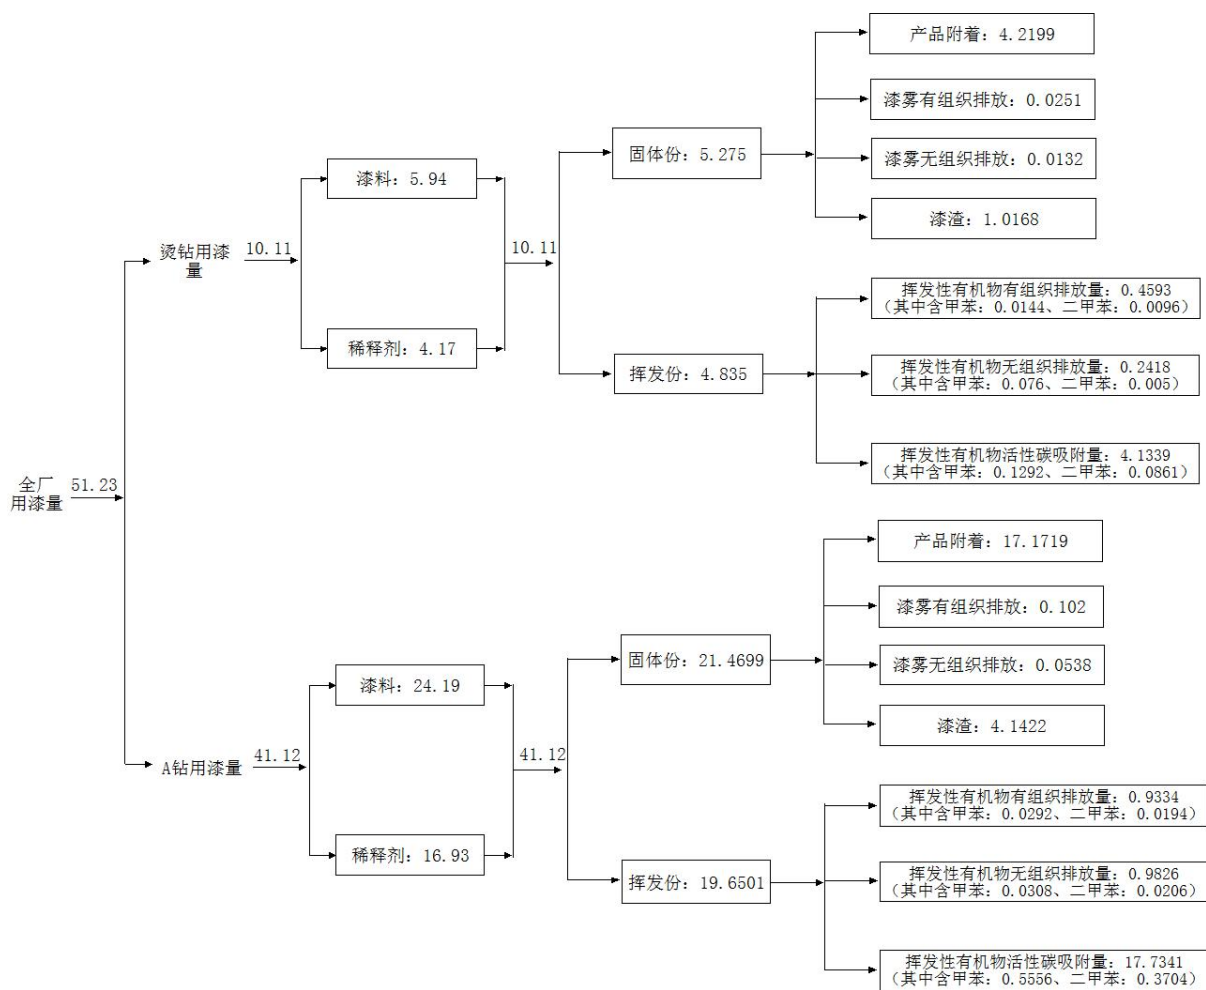 全厂
用漆量
51.23
烫钻用漆
量
10.11
漆料：5.94
稀释剂：4.17
10.11
固体份：5.275
产品附着：4.2199
漆雾有组织排放：0.0251
漆雾无组织排放：0.0132
漆渣：1.0168
挥发份：4.835
挥发性有机物有组织排放量：0.4593
（其中含甲苯：0.0144、二甲苯：0.0096）
挥发性有机物无组织排放量：0.2418
（其中含甲苯：0.076、二甲苯：0.005）
挥发性有机物活性碳吸附量：4.1339
（其中含甲苯：0.1292、二甲苯：0.0861）
A钻用漆量
41.12
漆料：24.19
稀释剂：16.93
41.12
固体份：21.4699
产品附着：17.1719
漆雾有组织排放：0.102
漆雾无组织排放：0.0538
漆渣：4.1422
挥发份：19.6501
挥发性有机物有组织排放量：0.9334
（其中含甲苯：0.0292、二甲苯：0.0194）
挥发性有机物无组织排放量：0.9826
（其中含甲苯：0.0308、二甲苯：0.0206）
挥发性有机物活性碳吸附量：17.7341
（其中含甲苯：0.5556、二甲苯：0.3704）